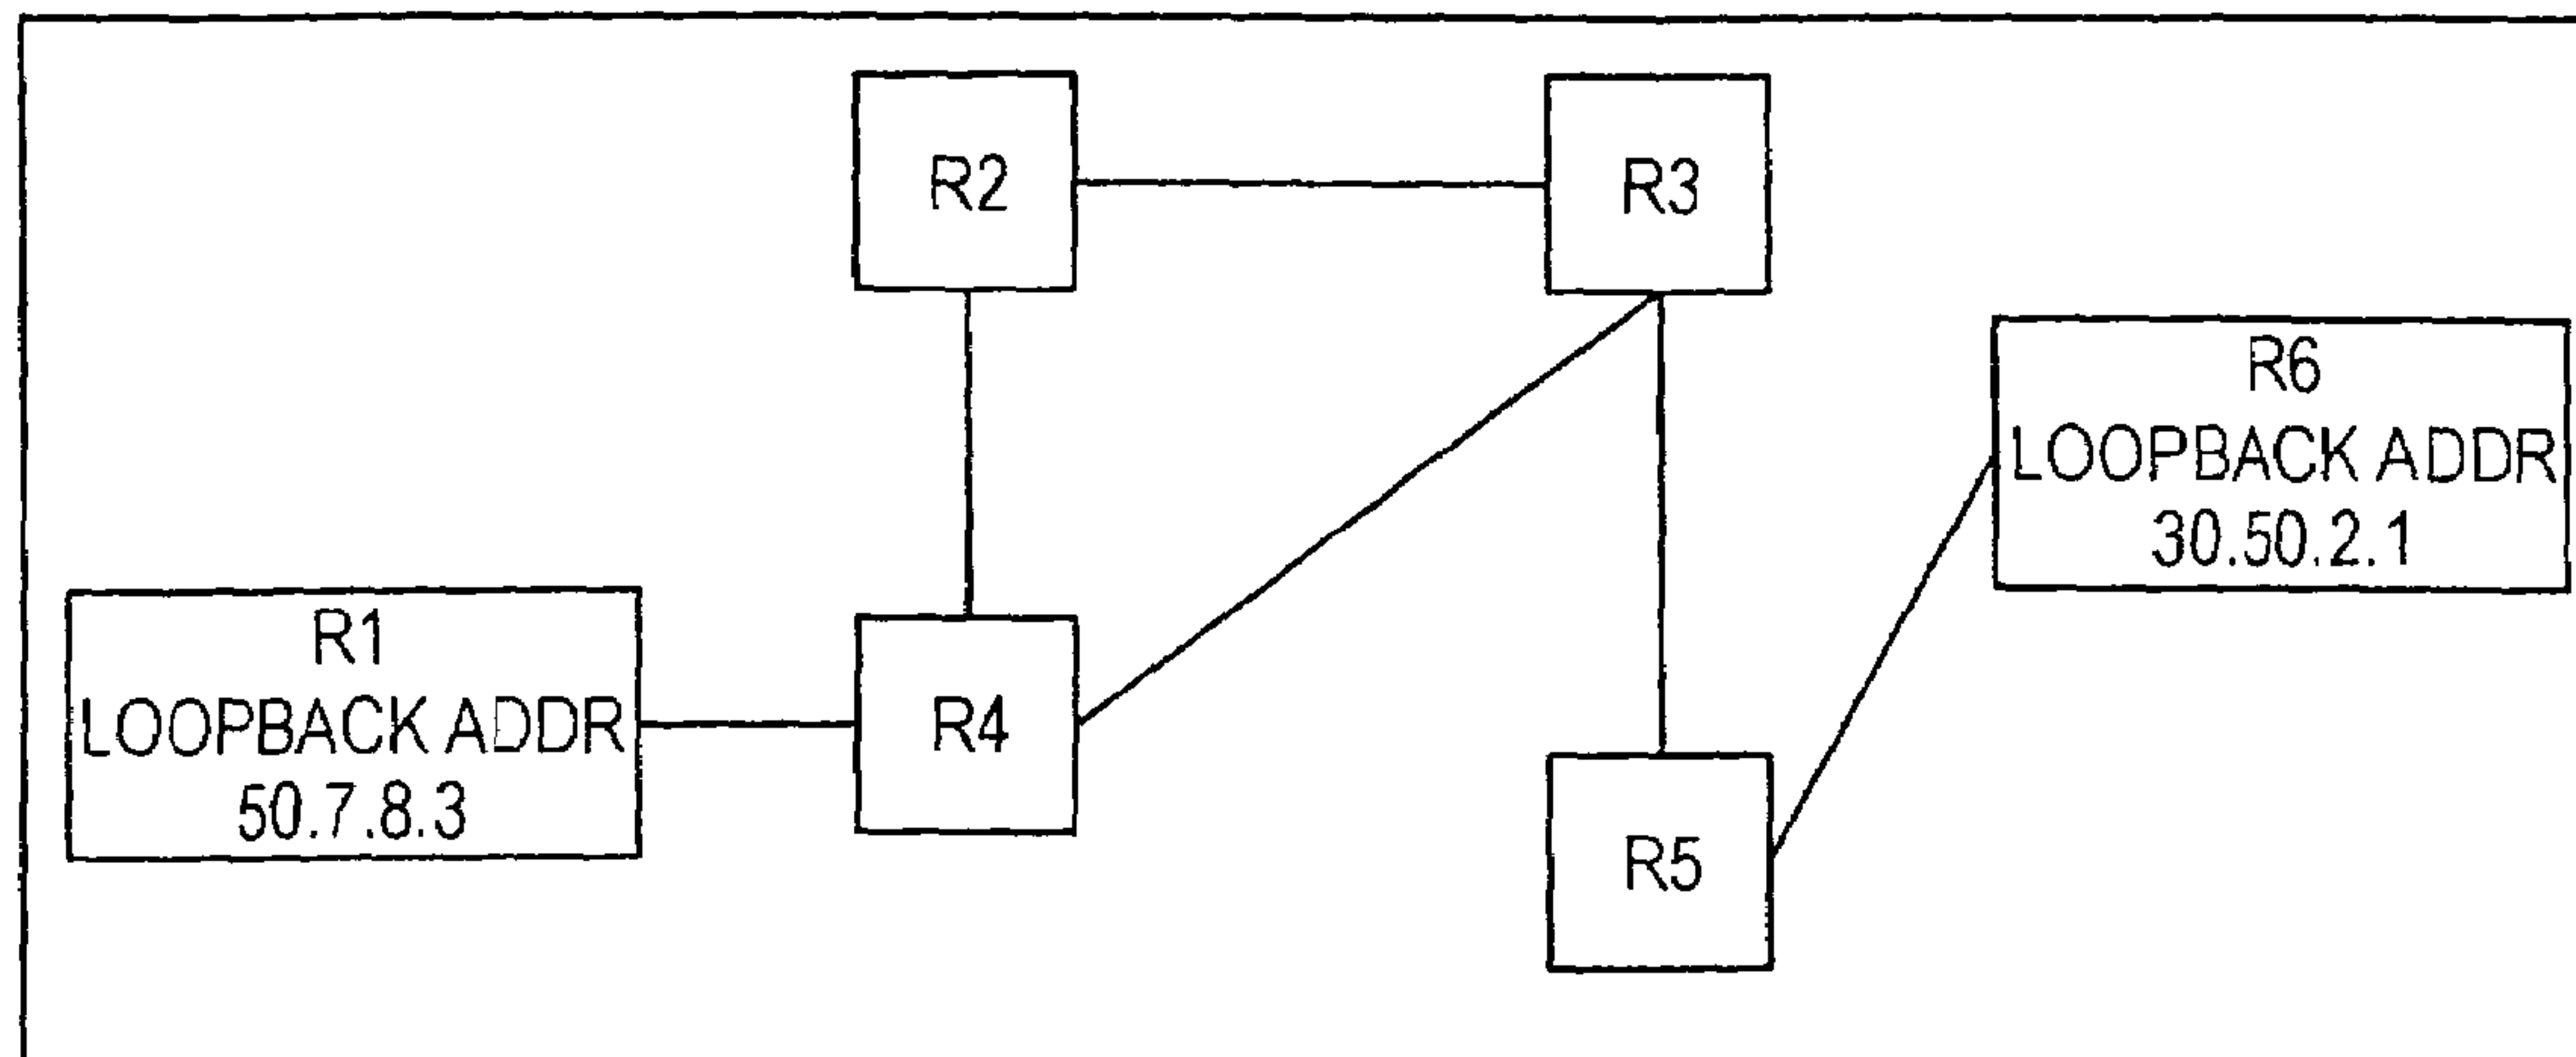 R2
R3
R6
LOOPBACK ADDR
30.50.2.1
R1
LOOPBACK ADDR
50.7.8.3
R4
R5